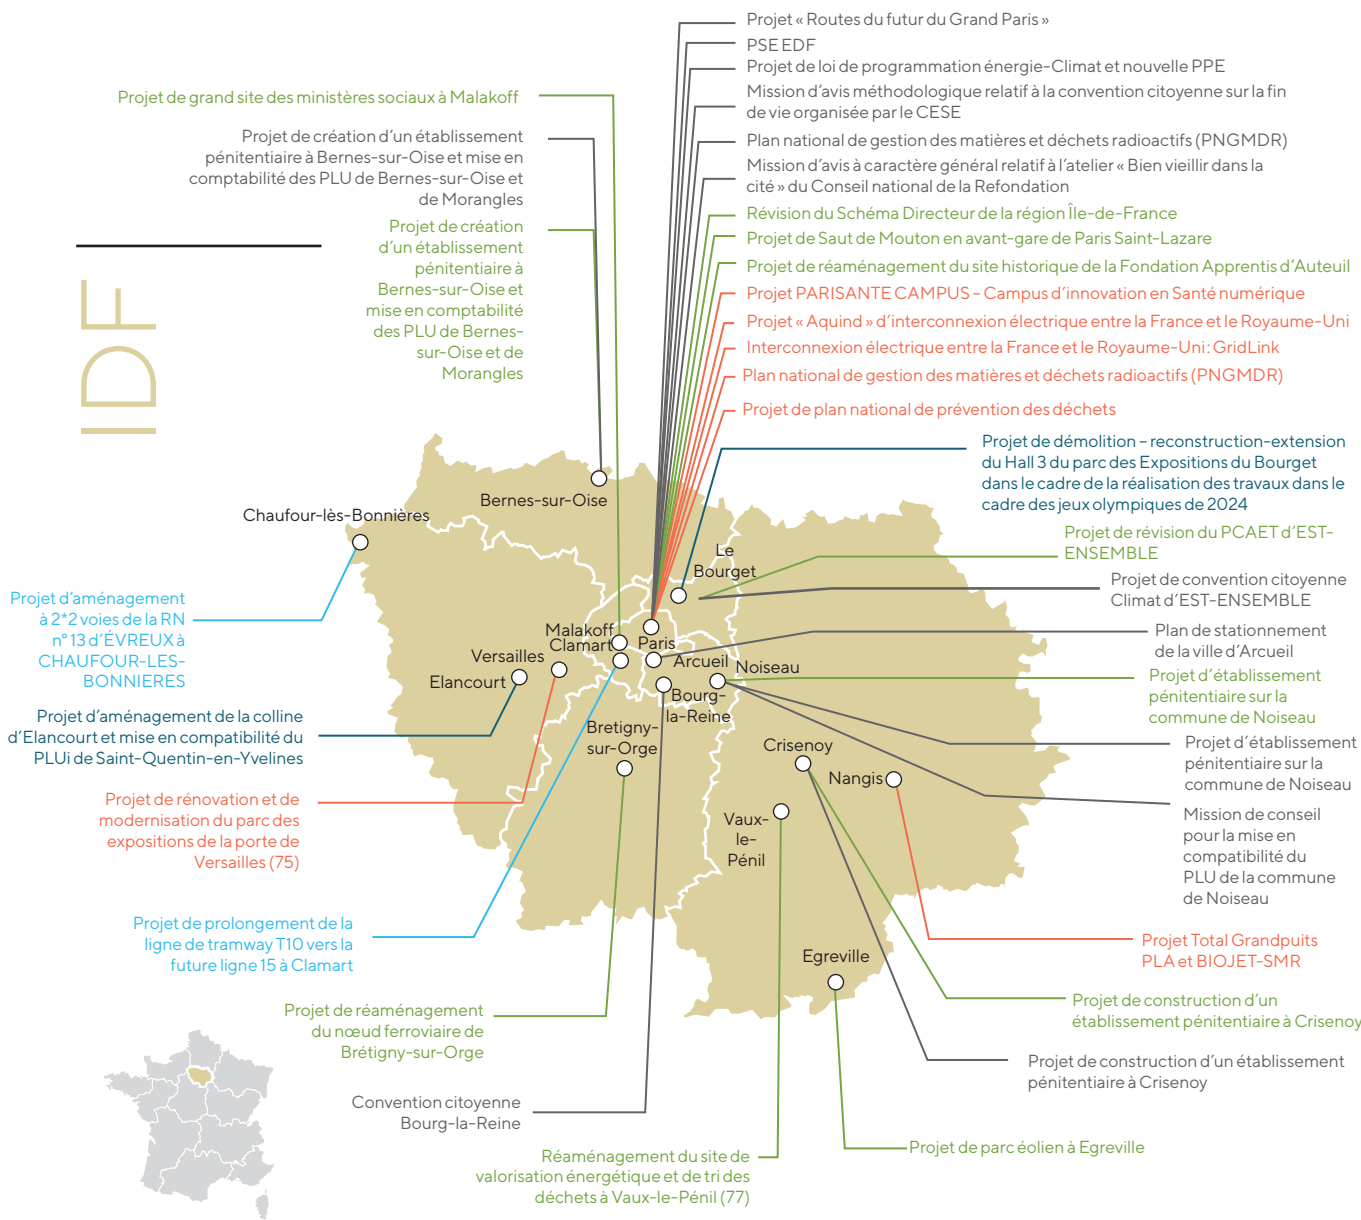 Projet « Routes du futur du Grand Paris »
PSE EDF
Projet de loi de programmation énergie-Climat et nouvelle PPE
Mission d'avis méthodologique relatif à la convention citoyenne sur la fin
de vie organisée par le CESE
Plan national de gestion des matières et déchets radioactifs (PNGMDR)
Mission d'avis à caractère général relatif à l'atelier « Bien vieillir dans la
cité » du Conseil national de la Refondation
Révision du Schéma Directeur de la région Île-de-France
Projet de Saut de Mouton en avant-gare de Paris Saint-Lazare
Projet de réaménagement du site historique de la Fondation Apprentis d'Auteuil
Projet PARISANTE CAMPUS – Campus d'innovation en Santé numérique
Projet « Aquind » d'interconnexion électrique entre la France et le Royaume-Uni
Interconnexion électrique entre la France et le Royaume-Uni: GridLink
Plan national de gestion des matières et déchets radioactifs (PNGMDR)
Projet de plan national de prévention des déchets
Projet de grand site des ministères sociaux à Malakoff
Projet de création d'un établissement
pénitentiaire à Bernes-sur-Oise et mise en
comptabilité des PLU de Bernes-sur-Oise et
de Morangles
Projet de création
d'un établissement
pénitentiaire à
Bernes-sur-Oise et
mise en comptabilité
des PLU de Bernes-
sur-Oise et de
Morangles
IDF
Projet de démolition – reconstruction-extension
du Hall 3 du parc des Expositions du Bourget
dans le cadre de la réalisation des travaux dans le
cadre des jeux olympiques de 2024
Projet de révision du PCAET d'EST-
ENSEMBLE
Projet de convention citoyenne
Climat d'EST-ENSEMBLE
Plan de stationnement
de la ville d'Arcueil
Projet d'établissement
pénitentiaire sur la
commune de Noiseau
Projet d'établissement
pénitentiaire sur la
commune de Noiseau
Mission de conseil
pour la mise en
compatibilité du
PLU de la commune
de Noiseau
Bernes-sur-Oise
Chaufour-lès-Bonnières
Le
Bourget
Malakoff
Clamart
Paris
Versailles
Arcueil
Noiseau
Elancourt
Bourg-
la-Reine
Bretigny-
sur-Orge
Crisenoy
Nangis
Vaux-
le-
Pénil
Egreville
Projet d'aménagement
à 2*2 voies de la RN
n° 13 d'ÉVREUX à
CHAUFOUR-LES-
BONNIERES
Projet d'aménagement de la colline
d'Elancourt et mise en compatibilité du
PLUi de Saint-Quentin-en-Yvelines
Projet de rénovation et de
modernisation du parc des
expositions de la porte de
Versailles (75)
Projet de prolongement de la
ligne de tramway T10 vers la
future ligne 15 à Clamart
Projet de réaménagement
du nœud ferroviaire de
Brétigny-sur-Orge
Convention citoyenne
Bourg-la-Reine
Réaménagement du site de
valorisation énergétique et de tri des
déchets à Vaux-le-Pénil (77)
Projet Total Grandpuits
PLA et BIOJET-SMR
Projet de construction d'un
établissement pénitentiaire à Crisenoy
Projet de construction d'un établissement
pénitentiaire à Crisenoy
Projet de parc éolien à Egreville